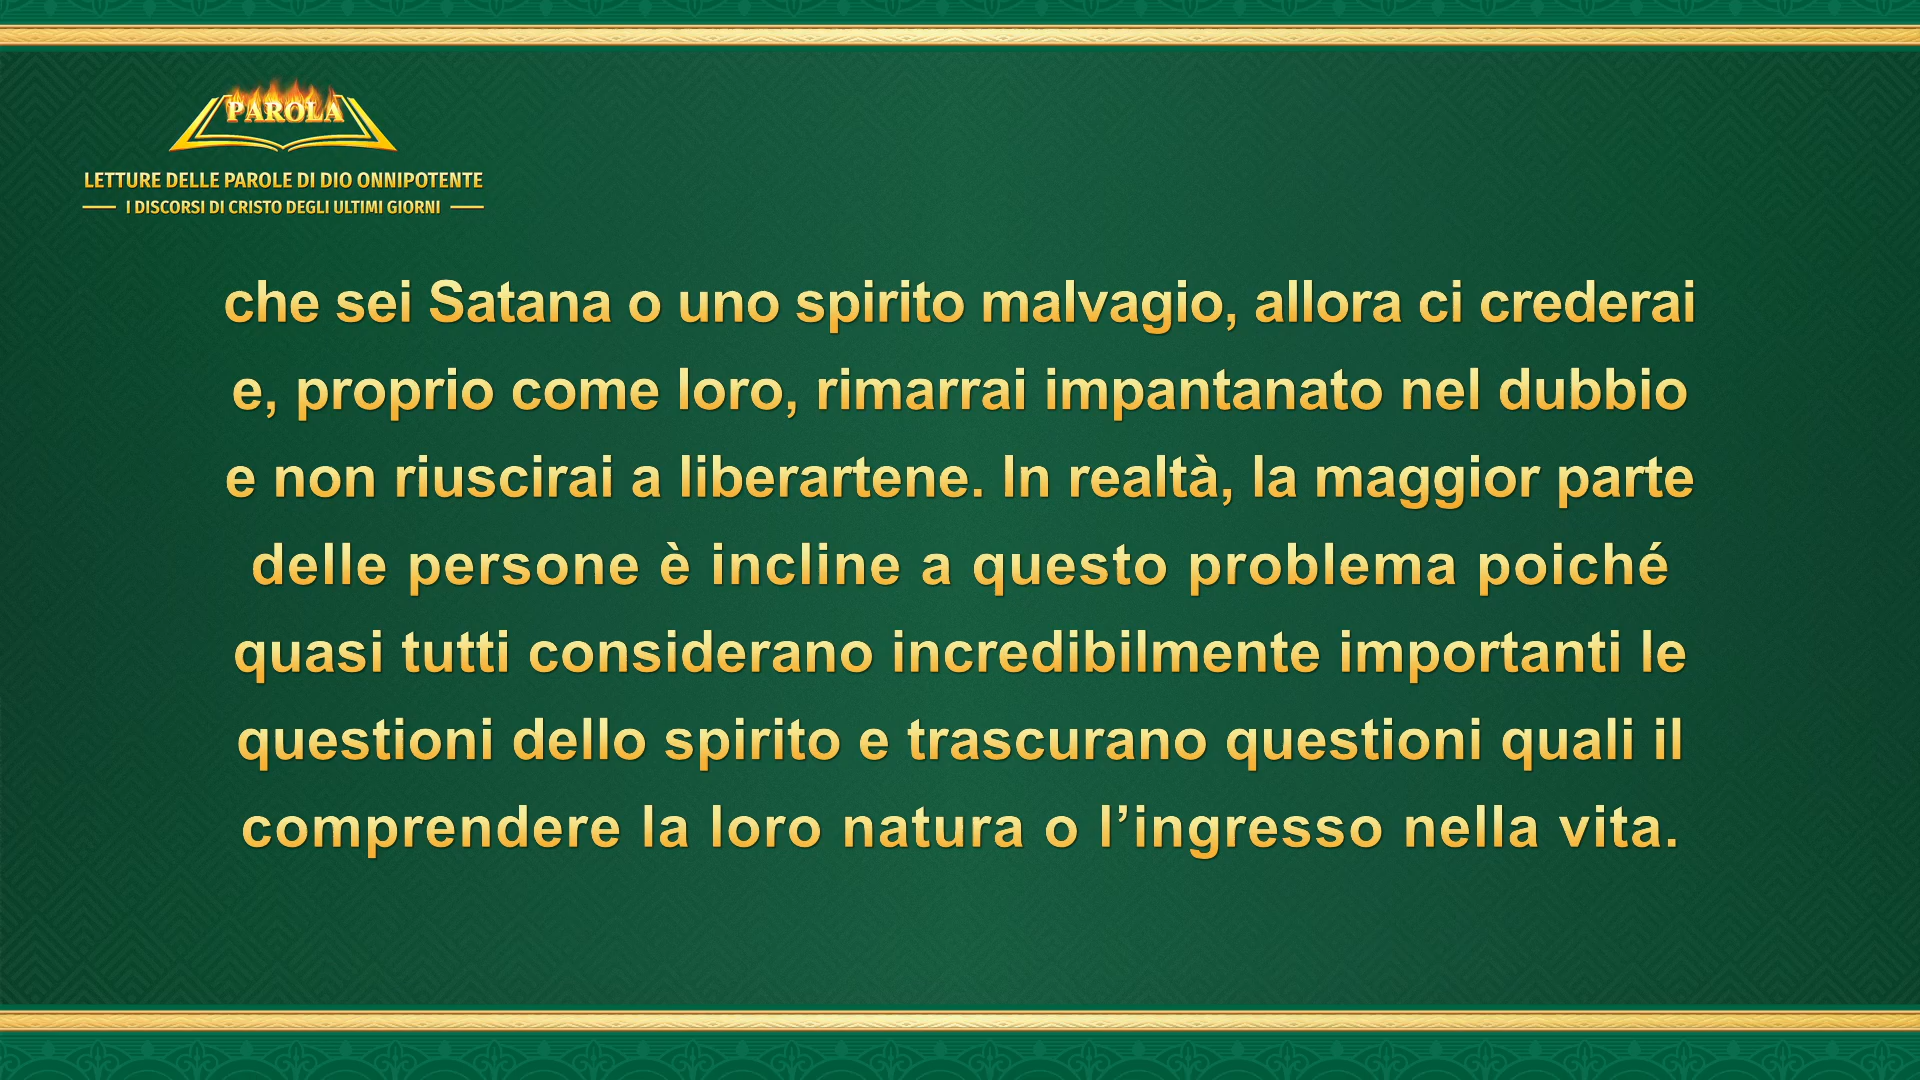 PAROLA
LETTURE DELLE PAROLE DI DIO ONNIPOTENTE
I DISCORSI DI CRISTO DEGLI ULTIMI GIORNI
che sei Satana o uno spirito malvagio, allora ci crederai
e, proprio come loro, rimarrai impantanato nel dubbio
e non riuscirai a liberartene. In realtà, la maggior parte
delle persone è incline a questo problema poiché
quasi tutti considerano incredibilmente importanti le
questioni dello spirito e trascurano questioni quali il
comprendere la loro natura o l’ingresso nella vita.